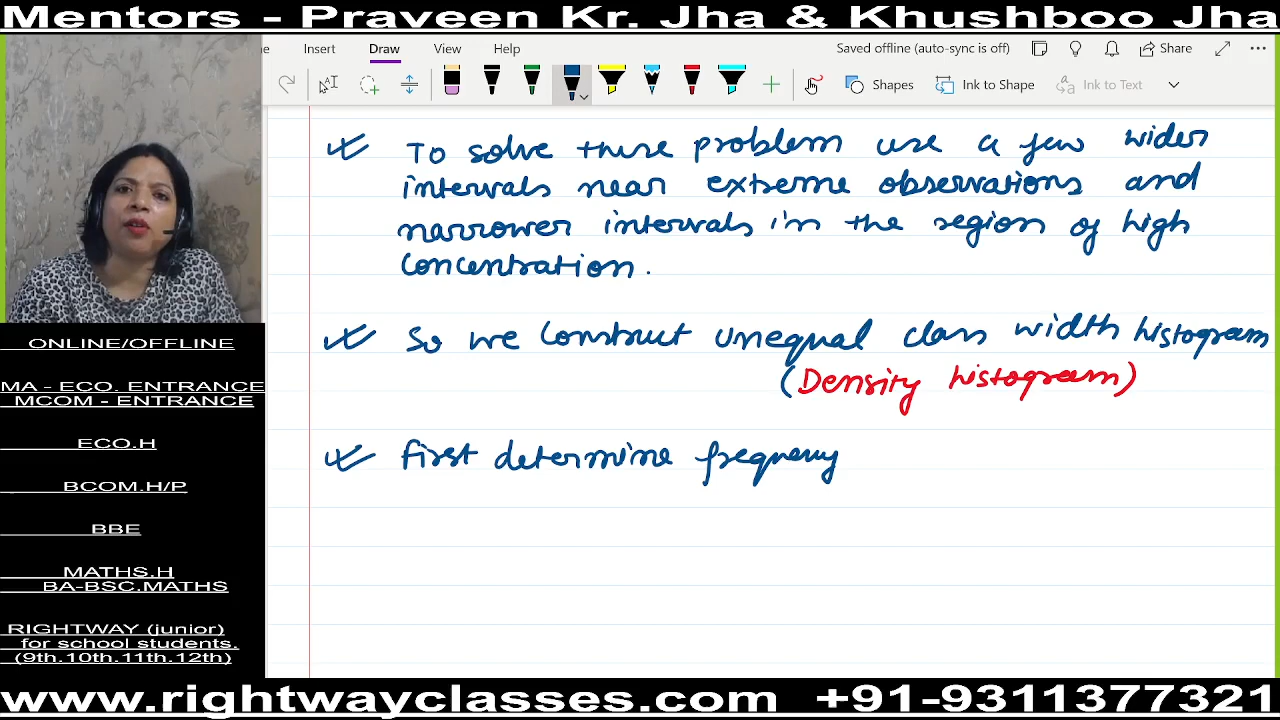 Mentors - Praveen Kr. Jha & Khushboo Jha
Insert Draw View Help
Saved offline (auto-sync is off) Share
Shapes Ink to Shape Ink to Text
To solve these problem use a few wider
intervals near extreme observations and
narrower intervals in the region of high
concentration.
So we construct unequal class width histogram
(Density histogram)
first determine frequency
ONLINE/OFFLINE
MA - ECO. ENTRANCE
MCOM - ENTRANCE
ECO.H
BCOM.H/P
BBE
MATHS.H
BA-BSC.MATHS
RIGHTWAY (junior)
for school students.
(9th.10th.11th.12th)
www.rightwayclasses.com +91-9311377321